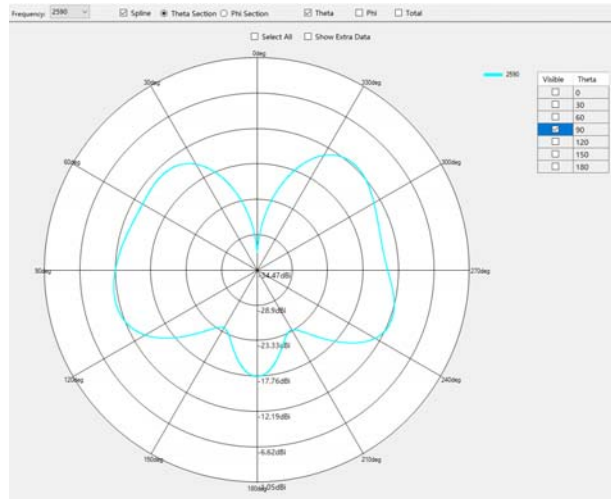 Frequency: 2590 Spline Theta Section Phi Section Theta Phi Total
Select All Show Extra Data
0deg
30deg
330deg
2590
Visible Theta
0
30
60
90
120
150
180
60deg
300deg
90deg
270deg
-34.47dBi
-28.9dBi
-23.33dBi
-17.76dBi
-12.19dBi
-6.62dBi
120deg
240deg
150deg
210deg
180deg